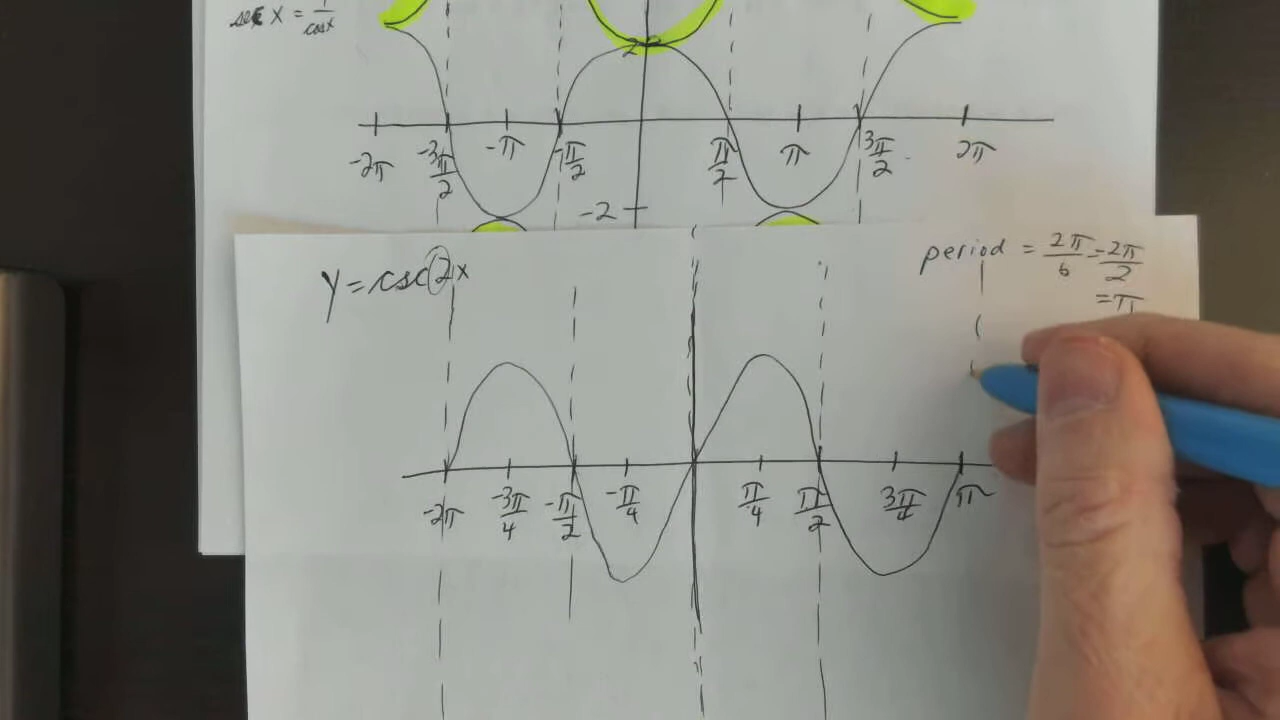 sec x = 1/cosx
2
-2π -3π/2 -π -π/2 π/2 π 3π/2 2π
-2
y = csc 2x
period = 2π/b = 2π/2
= π
-2π -3π/4 -π/2 -π/4 π/4 π/2 3π/4 π